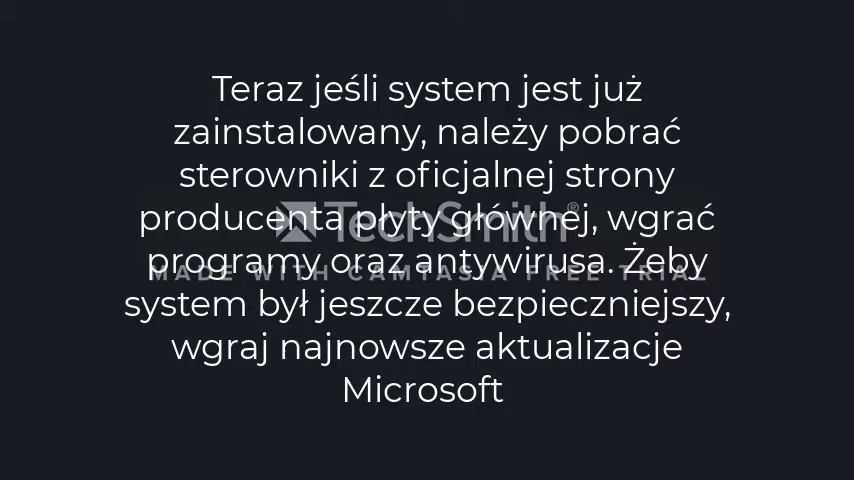 Teraz jeśli system jest już
zainstalowany, należy pobrać
sterowniki z oficjalnej strony
producenta płyty głównej, wgrać
TechSmith®
programy oraz antywirusa. Żeby
MADE WITH CAMTASIA FREE TRIAL
system był jeszcze bezpieczniejszy,
wgraj najnowsze aktualizacje
Microsoft